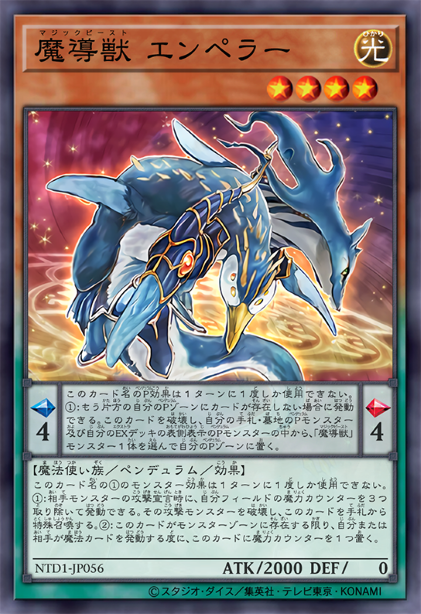 マジックビースト
魔導獣 エンペラー
ひかり
光
このカード名のP効果は1ターンに1度しか使用できない。
①:もう片方の自分のPゾーンにカードが存在しない場合に発動
できる。このカードを破壊し、自分の手札・墓地のPモンスター
及び自分のEXデッキの表側表示のPモンスターの中から、「魔導獣」
モンスター1体を選んで自分のPゾーンに置く。
4
4
【魔法使い族/ペンデュラム/効果】
このカード名の①のモンスター効果は1ターンに1度しか使用できない。
①:相手モンスターの攻撃宣言時に、自分フィールドの魔力カウンターを3つ
取り除いて発動できる。その攻撃モンスターを破壊し、このカードを手札から
特殊召喚する。②:このカードがモンスターゾーンに存在する限り、自分または
相手が魔法カードを発動する度に、このカードに魔力カウンターを1つ置く。
NTD1-JP056
ATK/2000 DEF/ 0
©スタジオ・ダイス/集英社・テレビ東京・KONAMI